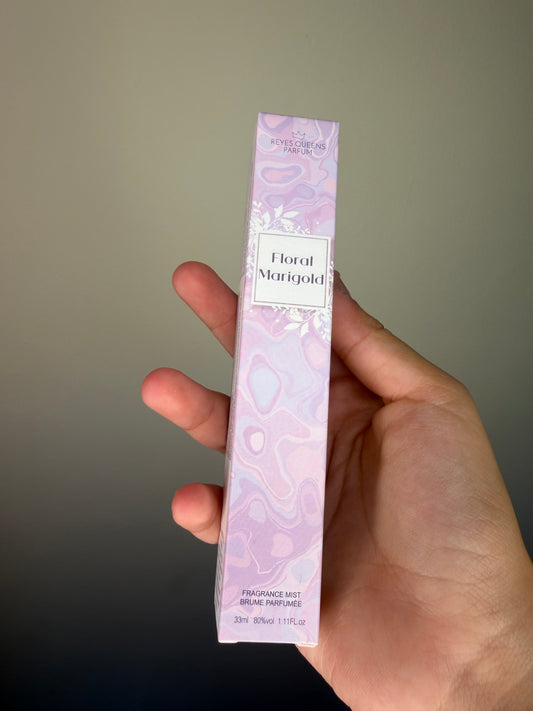 REYES QUEENS
PARFUM
Floral
Marigold
FRAGRANCE MIST
BRUME PARFUMÉE
33ml 80%vol 1.11FL.oz